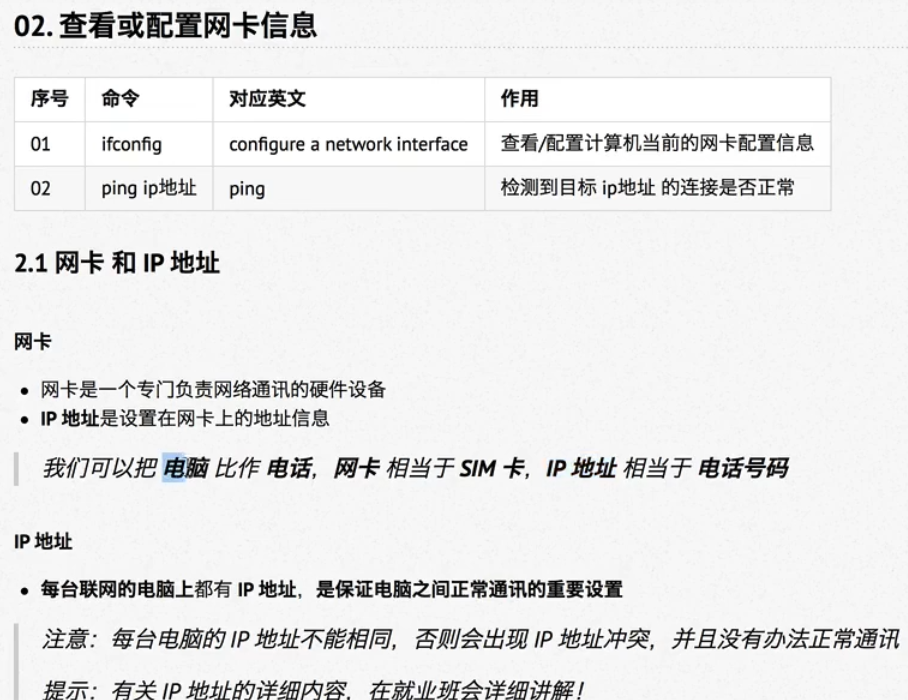 02. 查看或配置网卡信息
序号 命令 对应英文 作用
01 ifconfig configure a network interface 查看/配置计算机当前的网卡配置信息
02 ping ip地址 ping 检测到目标 ip地址 的连接是否正常
2.1 网卡 和 IP 地址
网卡
• 网卡是一个专门负责网络通讯的硬件设备
• IP 地址是设置在网卡上的地址信息
我们可以把 电脑 比作 电话，网卡 相当于 SIM 卡，IP 地址 相当于 电话号码
IP 地址
• 每台联网的电脑上都有 IP 地址，是保证电脑之间正常通讯的重要设置
注意：每台电脑的 IP 地址不能相同，否则会出现 IP 地址冲突，并且没有办法正常通讯
提示：有关 IP 地址的详细内容，在就业班会详细讲解！